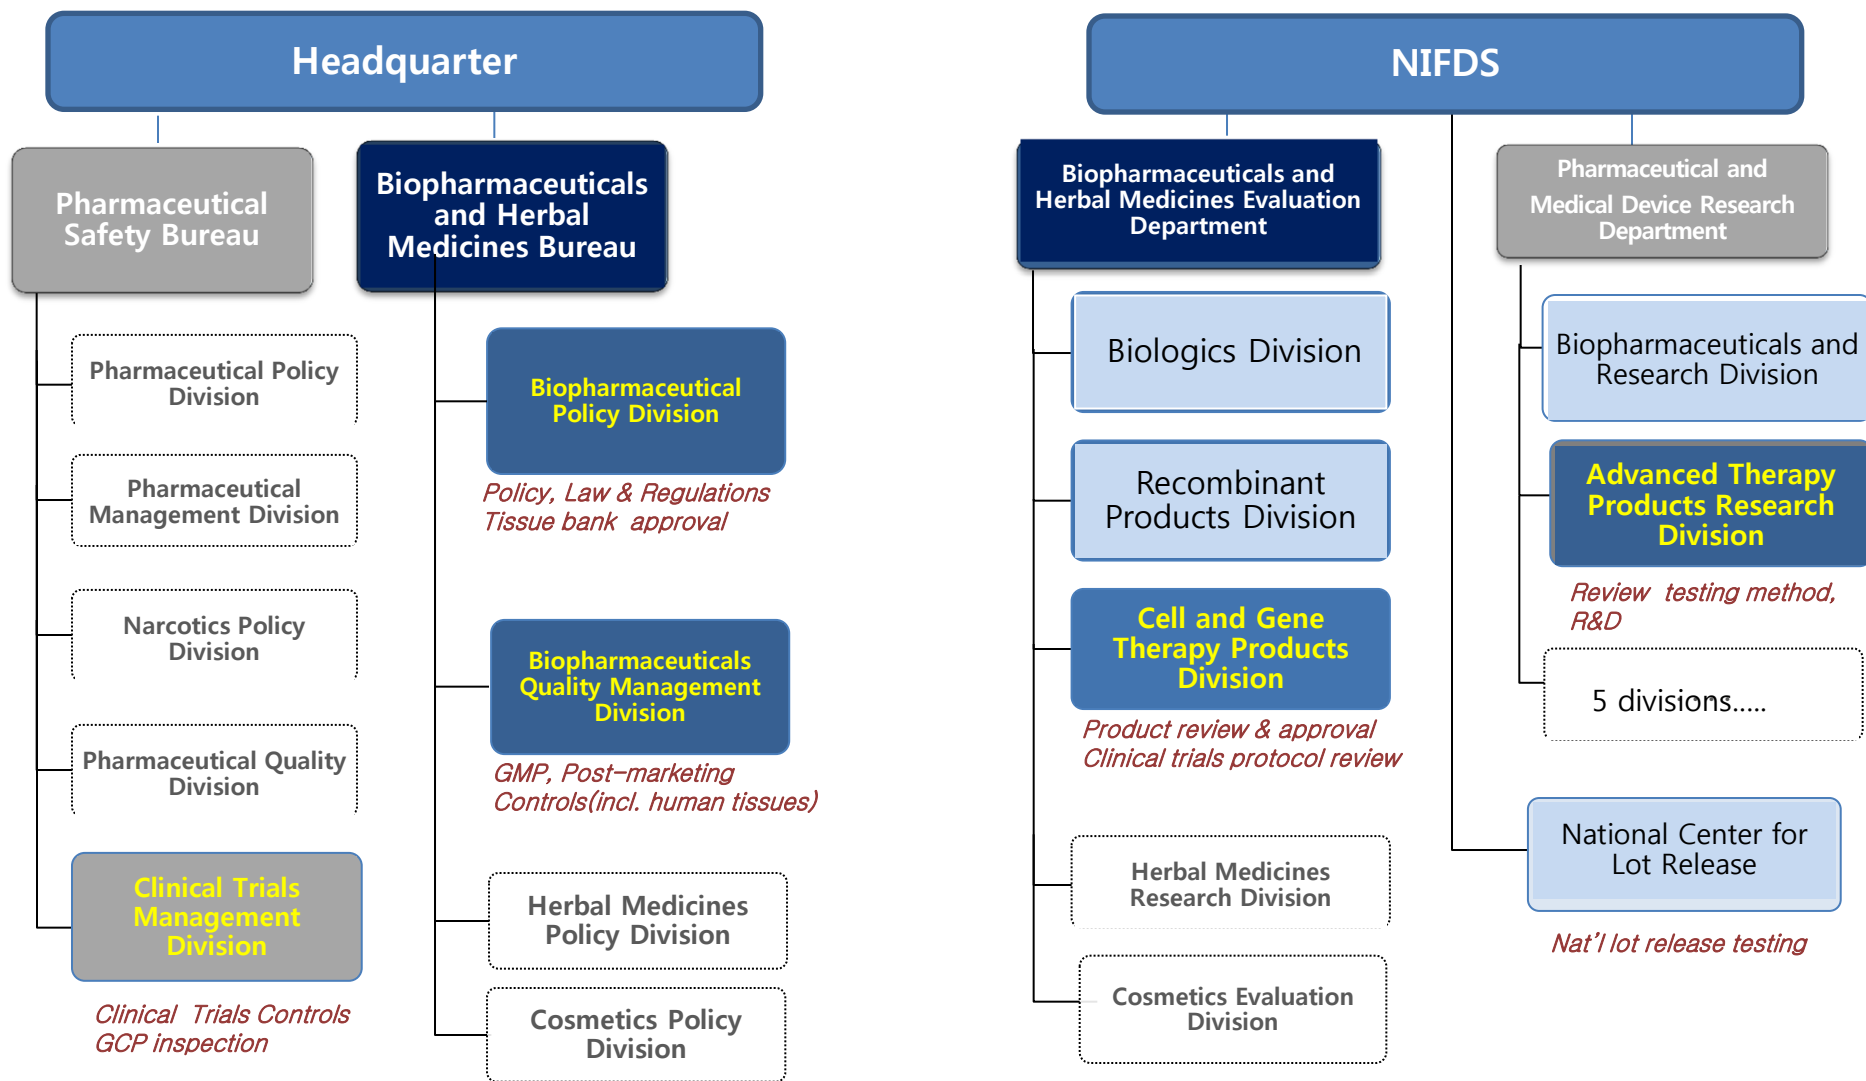 Headquarter
Pharmaceutical
Safety Bureau
Pharmaceutical Policy
Division
Pharmaceutical
Management Division
Narcotics Policy
Division
Pharmaceutical Quality
Division
Clinical Trials
Management
Division
Clinical Trials Controls
GCP inspection
Biopharmaceuticals
and Herbal
Medicines Bureau
Biopharmaceutical
Policy Division
Policy, Law & Regulations
Tissue bank approval
Biopharmaceuticals
Quality Management
Division
GMP, Post-marketing
Controls(incl. human tissues)
Herbal Medicines
Policy Division
Cosmetics Policy
Division
NIFDS
Biopharmaceuticals and
Herbal Medicines Evaluation
Department
Biologics Division
Recombinant
Products Division
Cell and Gene
Therapy Products
Division
Product review & approval
Clinical trials protocol review
Herbal Medicines
Research Division
Cosmetics Evaluation
Division
Pharmaceutical and
Medical Device Research
Department
Biopharmaceuticals and
Research Division
Advanced Therapy
Products Research
Division
Review testing method,
R&D
5 divisions.....
National Center for
Lot Release
Nat'l lot release testing